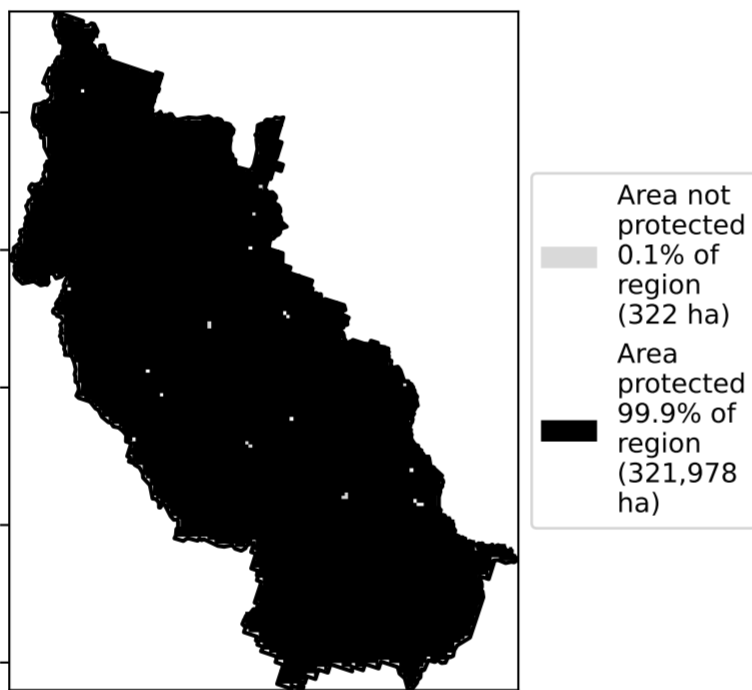 Area not
protected
0.1% of
region
(322 ha)
Area
protected
99.9% of
region
(321,978
ha)